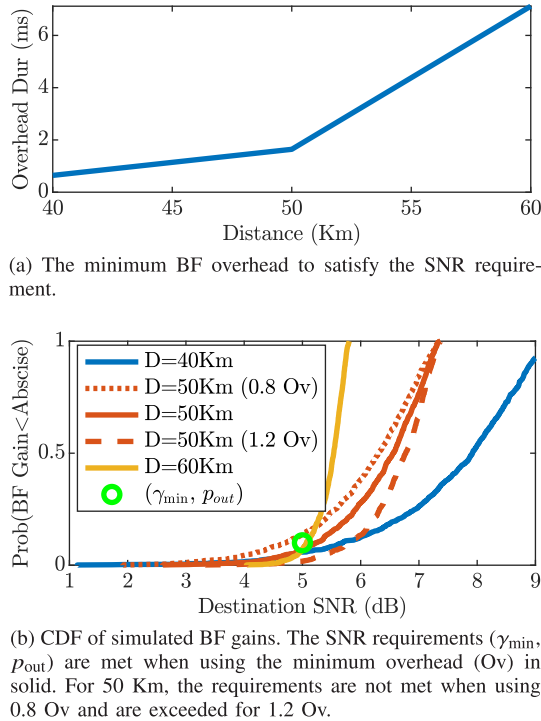 Overhead Dur (ms)
6
4
2
0
40 45 50 55 60
Distance (Km)
(a) The minimum BF overhead to satisfy the SNR require-
ment.
Prob(BF Gain<Abscise)
1
0.5
0
D=40Km
D=50Km (0.8 Ov)
D=50Km
D=50Km (1.2 Ov)
D=60Km
(γmin, pout)
1 2 3 4 5 6 7 8 9
Destination SNR (dB)
(b) CDF of simulated BF gains. The SNR requirements (γmin,
pout) are met when using the minimum overhead (Ov) in
solid. For 50 Km, the requirements are not met when using
0.8 Ov and are exceeded for 1.2 Ov.